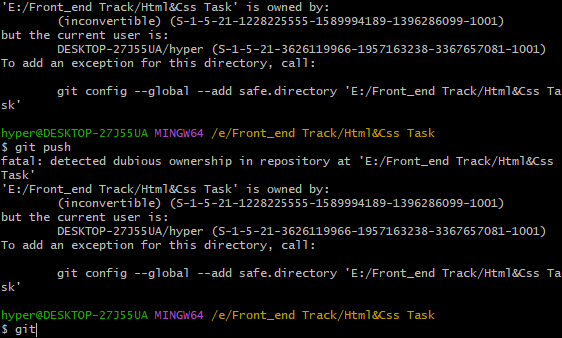 'E:/Front_end Track/Html&Css Task' is owned by:
        (inconvertible) (S-1-5-21-1228225555-1589994189-1396286099-1001)
but the current user is:
        DESKTOP-27J55UA/hyper (S-1-5-21-3626119966-1957163238-3367657081-1001)
To add an exception for this directory, call:
        git config --global --add safe.directory 'E:/Front_end Track/Html&Css Ta
sk'
hyper@DESKTOP-27J55UA MINGW64 /e/Front_end Track/Html&Css Task
$ git push
fatal: detected dubious ownership in repository at 'E:/Front_end Track/Html&Css
Task'
'E:/Front_end Track/Html&Css Task' is owned by:
        (inconvertible) (S-1-5-21-1228225555-1589994189-1396286099-1001)
but the current user is:
        DESKTOP-27J55UA/hyper (S-1-5-21-3626119966-1957163238-3367657081-1001)
To add an exception for this directory, call:
        git config --global --add safe.directory 'E:/Front_end Track/Html&Css Ta
sk'
hyper@DESKTOP-27J55UA MINGW64 /e/Front_end Track/Html&Css Task
$ git